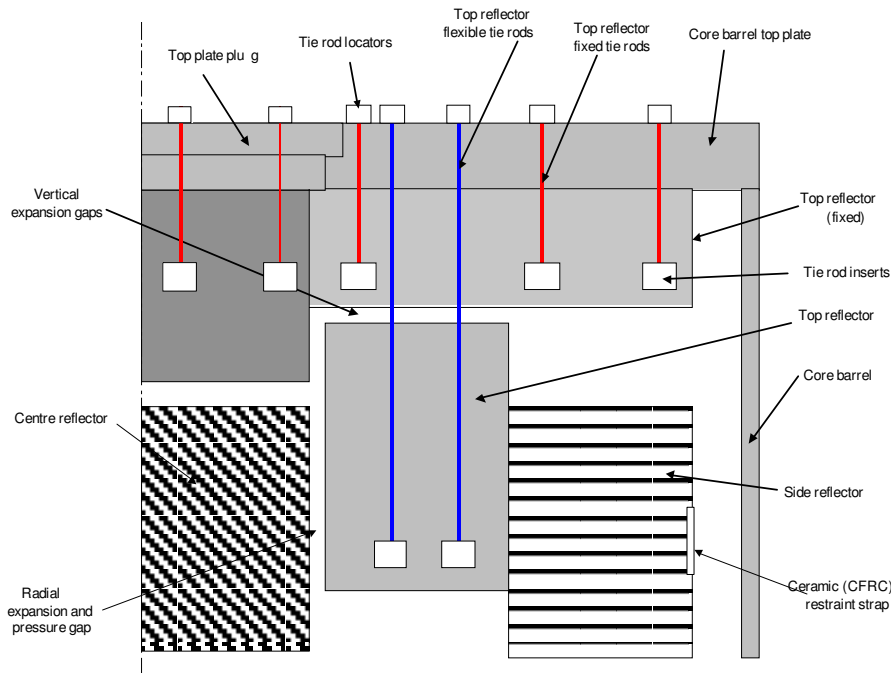 Top reflector
flexible tie rods
Top reflector
fixed tie rods
Tie rod locators
Core barrel top plate
Top plate plu g
Vertical
expansion gaps
Top reflector
(fixed)
Tie rod inserts
Top reflector
Core barrel
Centre reflector
Side reflector
Radial
expansion and
pressure gap
Ceramic (CFRC)
restraint strap